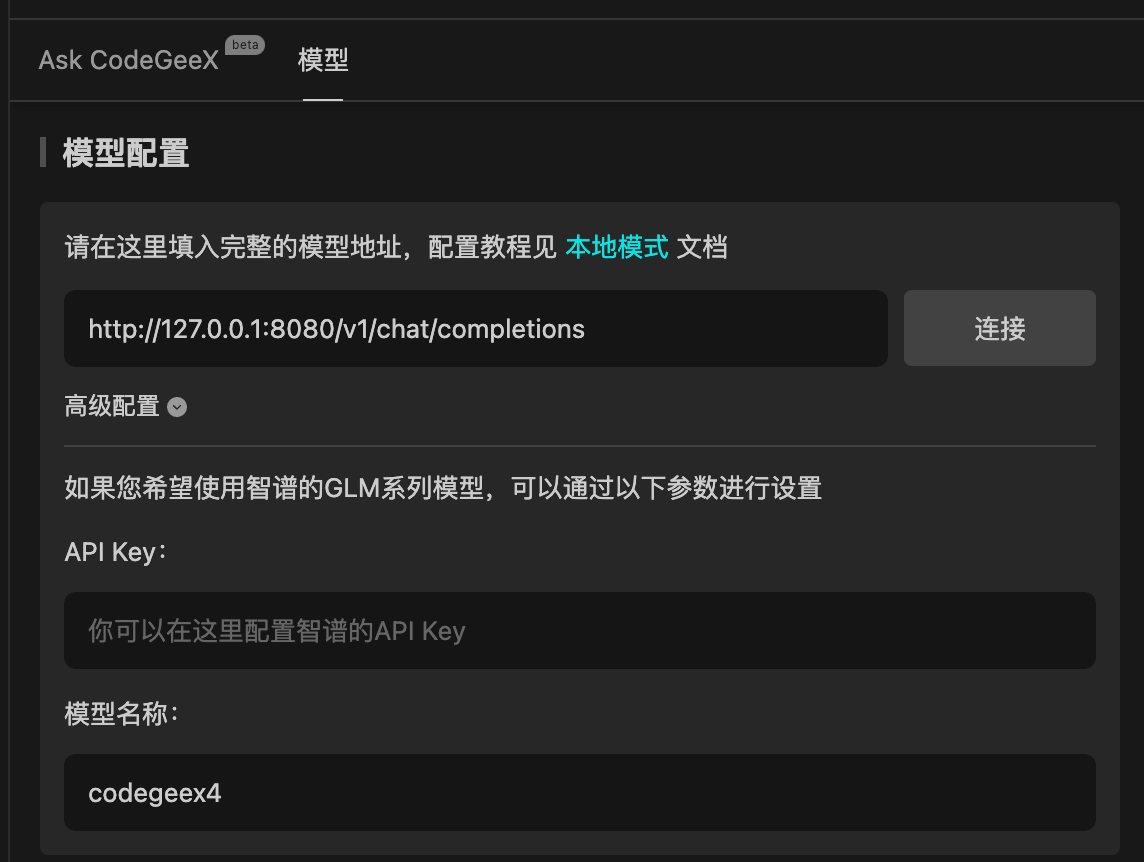 Ask CodeGeeX beta 模型
模型配置
请在这里填入完整的模型地址，配置教程见 本地模式 文档
http://127.0.0.1:8080/v1/chat/completions 连接
高级配置
如果您希望使用智谱的GLM系列模型，可以通过以下参数进行设置
API Key：
你可以在这里配置智谱的API Key
模型名称：
codegeex4